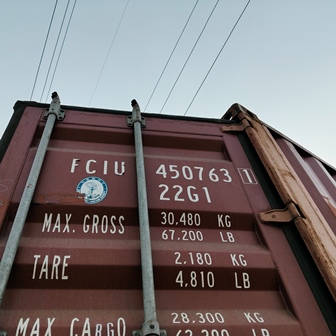 FCIU 450763 1
22G1
MAX. GROSS 30,480 KG
67,200 LB
TARE 2,180 KG
4,810 LB
MAX CARGO 28,300 KG
LB